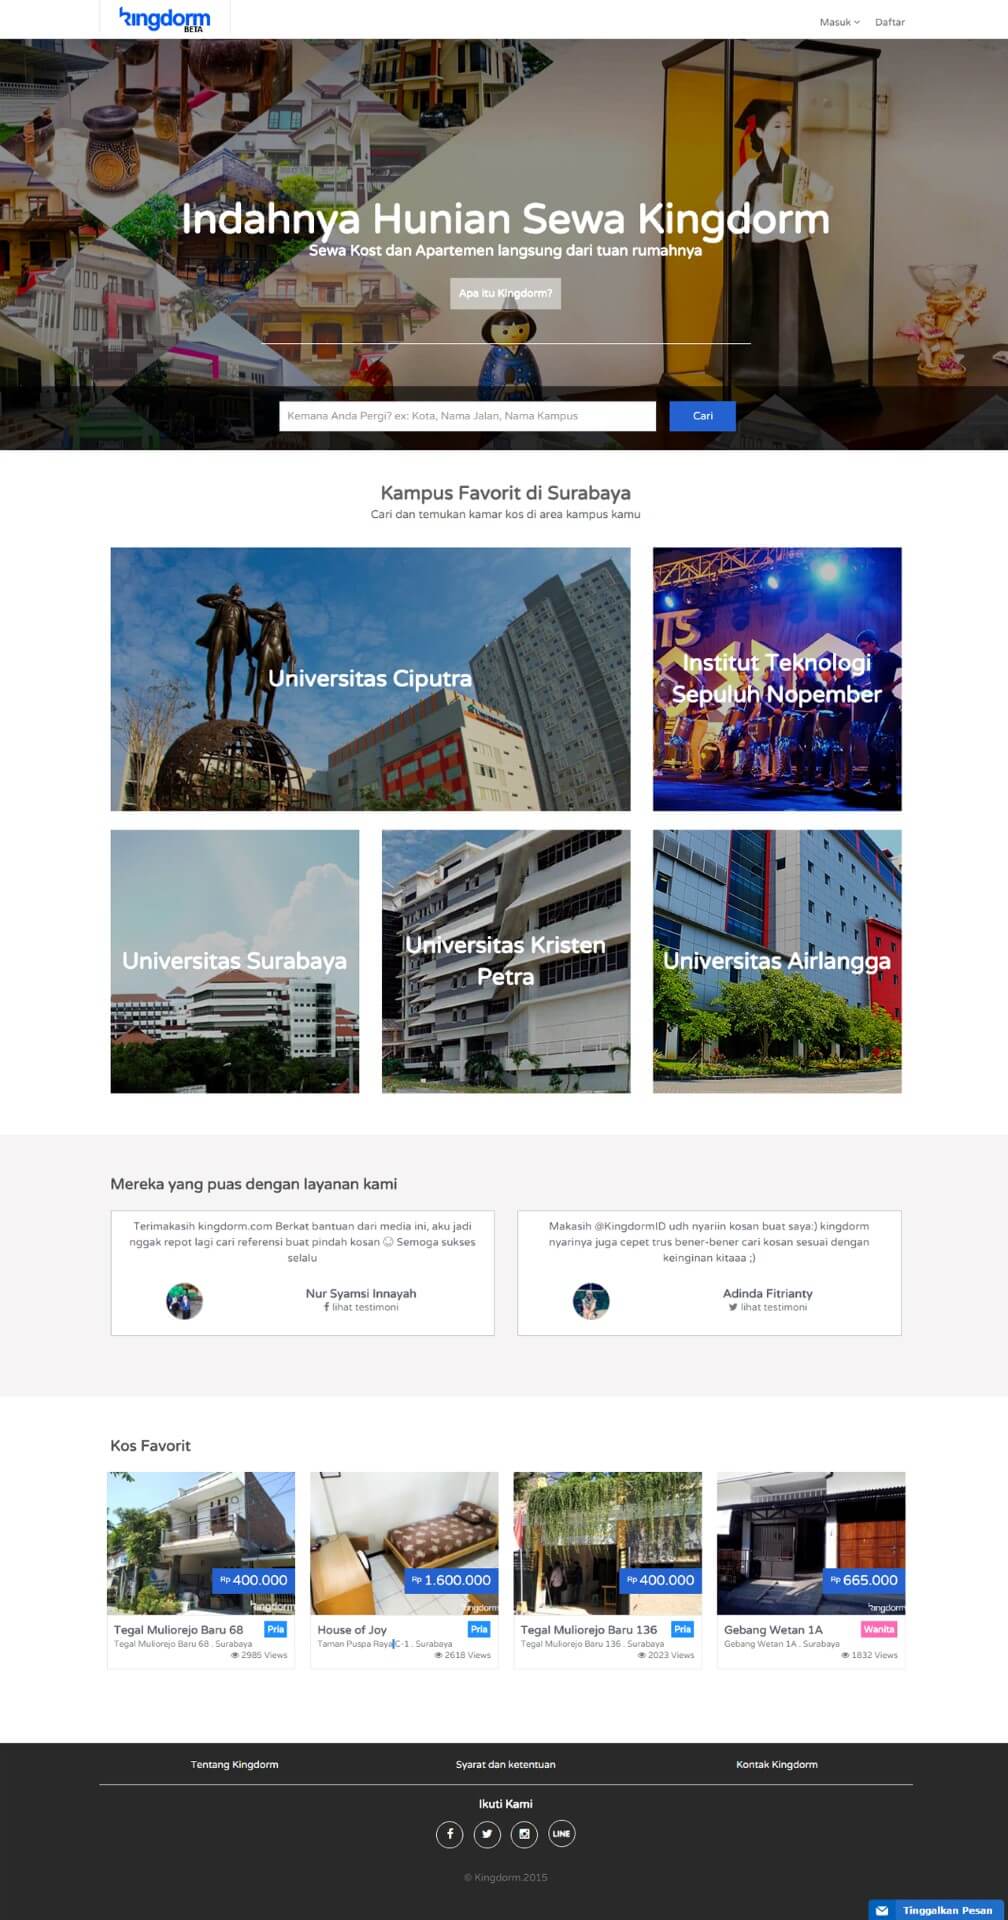 kingdorm
BETA
Masuk
Daftar
Indahnya Hunian Sewa Kingdorm
Sewa Kost dan Apartemen langsung dari tuan rumahnya
Apa itu Kingdorm?
Kemana Anda Pergi? ex: Kota, Nama Jalan, Nama Kampus
Cari
Kampus Favorit di Surabaya
Cari dan temukan kamar kos di area kampus kamu
Universitas Ciputra
Institut Teknologi
Sepuluh Nopember
Universitas Surabaya
Universitas Kristen
Petra
Universitas Airlangga
Mereka yang puas dengan layanan kami
Terimakasih kingdorm.com Berkat bantuan dari media ini, aku jadi
nggak repot lagi cari referensi buat pindah kosan ☺ Semoga sukses
selalu
Nur Syamsi Innayah
lihat testimoni
Makasih @KingdormID udh nyariin kosan buat saya:) kingdorm
nyarinya juga cepet trus bener-bener cari kosan sesuai dengan
keinginan kitaaa ;)
Adinda Fitrianty
lihat testimoni
Kos Favorit
Rp 400.000
kingdorm
Tegal Muliorejo Baru 68
Pria
Tegal Muliorejo Baru 68 . Surabaya
2985 Views
Rp 1.600.000
kingdorm
House of Joy
Pria
Taman Puspa Raya C-1 . Surabaya
2618 Views
Rp 400.000
Tegal Muliorejo Baru 136
Pria
Tegal Muliorejo Baru 136 . Surabaya
2023 Views
Rp 665.000
kingdorm
Gebang Wetan 1A
Wanita
Gebang Wetan 1A . Surabaya
1832 Views
Tentang Kingdorm
Syarat dan ketentuan
Kontak Kingdorm
Ikuti Kami
LINE
© Kingdorm.2015
Tinggalkan Pesan